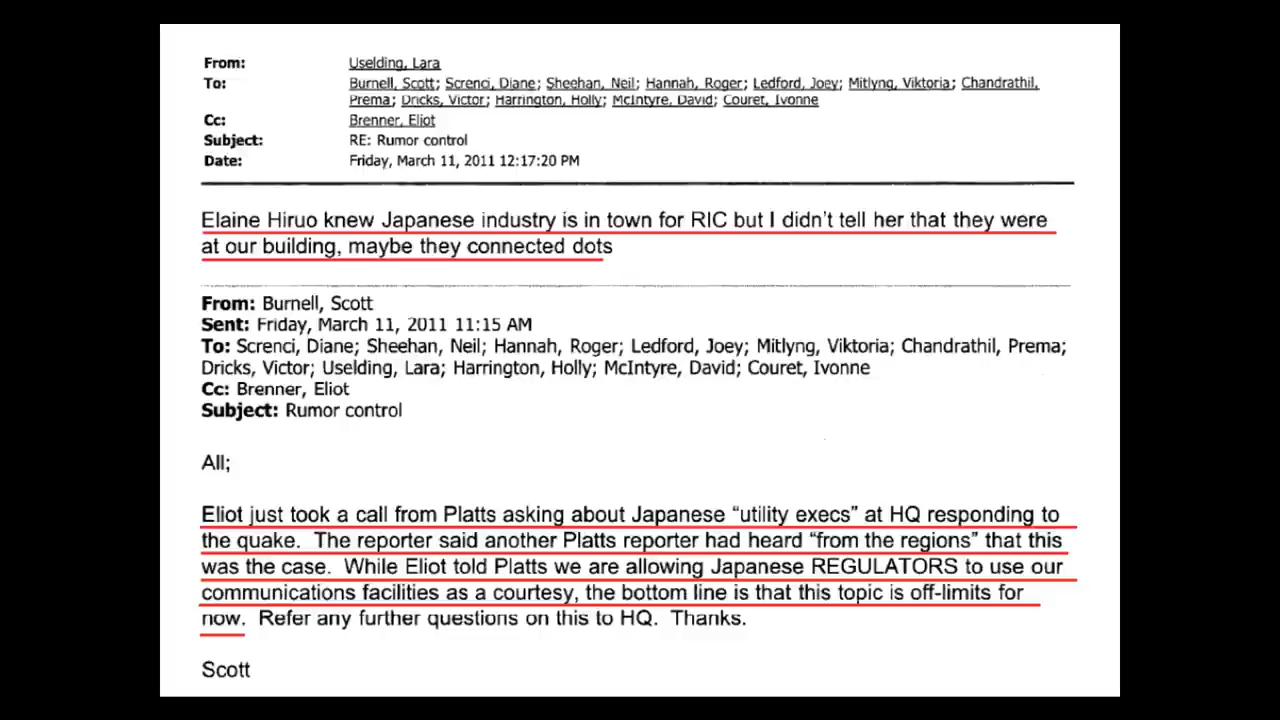 From: Uselding, Lara
To: Burnell, Scott; Screnci, Diane; Sheehan, Neil; Hannah, Roger; Ledford, Joey; Mitlyng, Viktoria; Chandrathil,
Prema; Dricks, Victor; Harrington, Holly; McIntyre, David; Couret, Ivonne
Cc: Brenner, Eliot
Subject: RE: Rumor control
Date: Friday, March 11, 2011 12:17:20 PM
Elaine Hiruo knew Japanese industry is in town for RIC but I didn't tell her that they were
at our building, maybe they connected dots
From: Burnell, Scott
Sent: Friday, March 11, 2011 11:15 AM
To: Screnci, Diane; Sheehan, Neil; Hannah, Roger; Ledford, Joey; Mitlyng, Viktoria; Chandrathil, Prema;
Dricks, Victor; Uselding, Lara; Harrington, Holly; McIntyre, David; Couret, Ivonne
Cc: Brenner, Eliot
Subject: Rumor control
All;
Eliot just took a call from Platts asking about Japanese “utility execs” at HQ responding to
the quake.  The reporter said another Platts reporter had heard “from the regions” that this
was the case.  While Eliot told Platts we are allowing Japanese REGULATORS to use our
communications facilities as a courtesy, the bottom line is that this topic is off-limits for
now.  Refer any further questions on this to HQ.  Thanks.
Scott